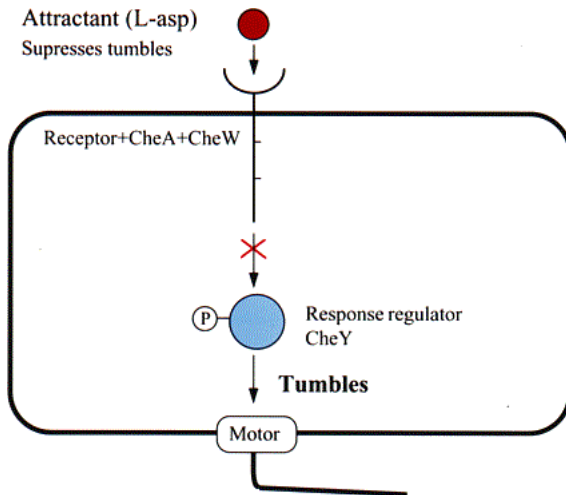 Attractant (L-asp)
Supresses tumbles
Receptor+CheA+CheW
P
Response regulator
CheY
Tumbles
Motor